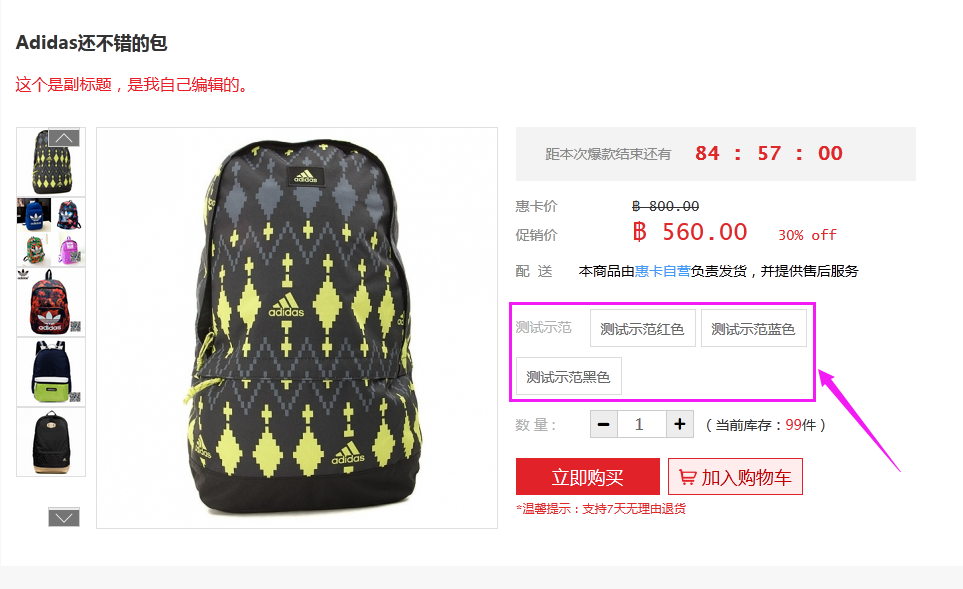 Adidas还不错的包
这个是副标题，是我自己编辑的。
距本次爆款结束还有 84 : 57 : 00
惠卡价 ฿ 800.00
促销价 ฿ 560.00 30% off
配 送 本商品由惠卡自营负责发货，并提供售后服务
测试示范 测试示范红色 测试示范蓝色
测试示范黑色
数 量： − 1 + （当前库存：99件）
立即购买 加入购物车
*温馨提示：支持7天无理由退货
adidas
adidas
adidas
adidas
adidas